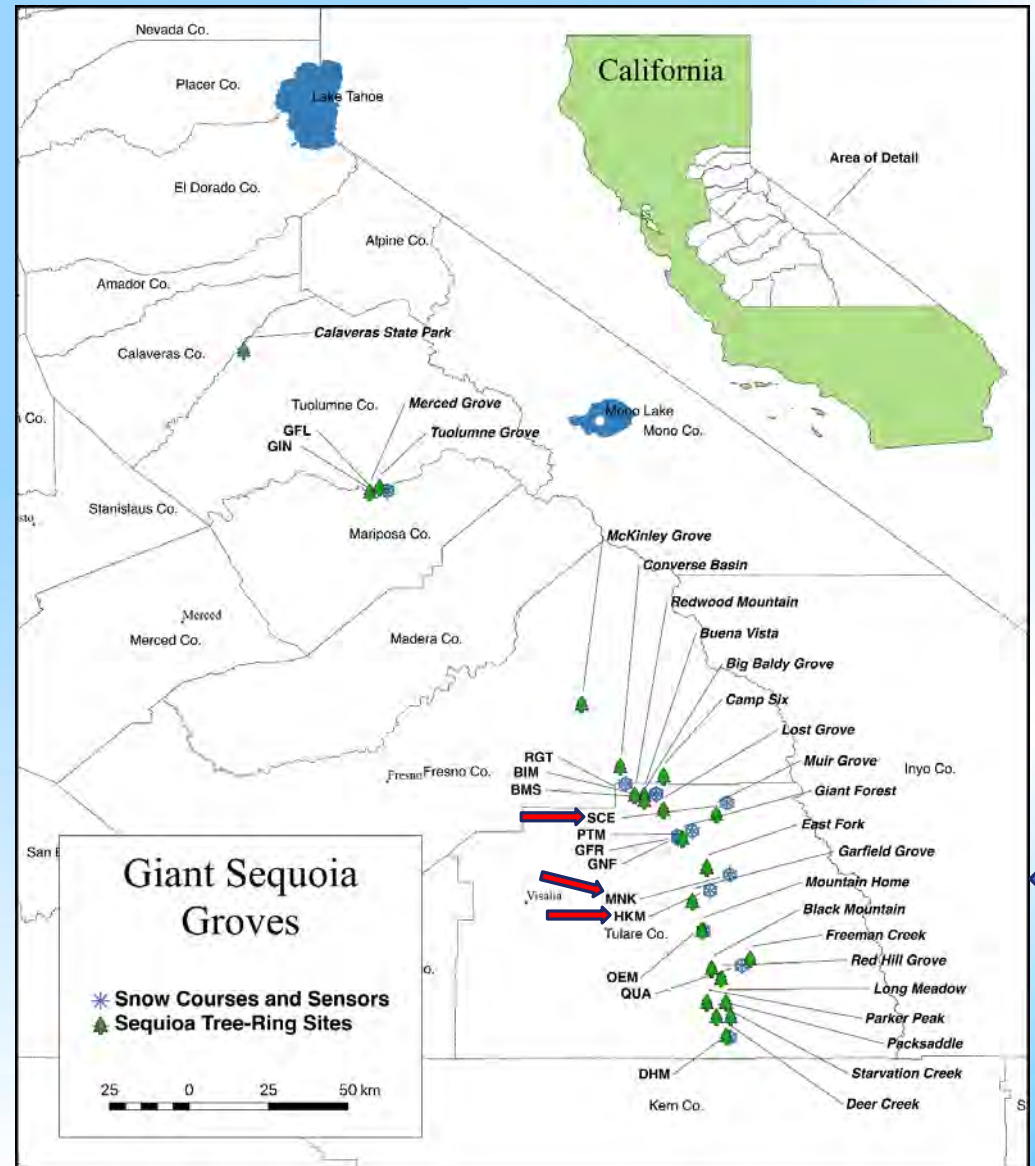 Nevada Co.
Placer Co.
Lake Tahoe
California
Area of Detail
El Dorado Co.
Alpine Co.
Amador Co.
Calaveras State Park
Calaveras Co.
Tuolumne Co.
Merced Grove
GFL
Tuolumne Grove
GIN
Mono Lake
Mono Co.
Co.
Stanislaus Co.
Mariposa Co.
McKinley Grove
Converse Basin
Redwood Mountain
Merced
Merced Co.
Madera Co.
Buena Vista
Big Baldy Grove
Camp Six
Lost Grove
Muir Grove
RGT
BIM
BMS
Fresno
Fresno Co.
Inyo Co.
Giant Forest
SCE
PTM
GFR
GNF
East Fork
Garfield Grove
Mountain Home
MNK
HKM
Visalia
Tulare Co.
Black Mountain
Freeman Creek
Red Hill Grove
OEM
QUA
Long Meadow
Parker Peak
Packsaddle
DHM
Starvation Creek
Kern Co.
Deer Creek
San
o.
Giant Sequoia
Groves
Snow Courses and Sensors
Sequioa Tree-Ring Sites
25 0 25 50 km
S